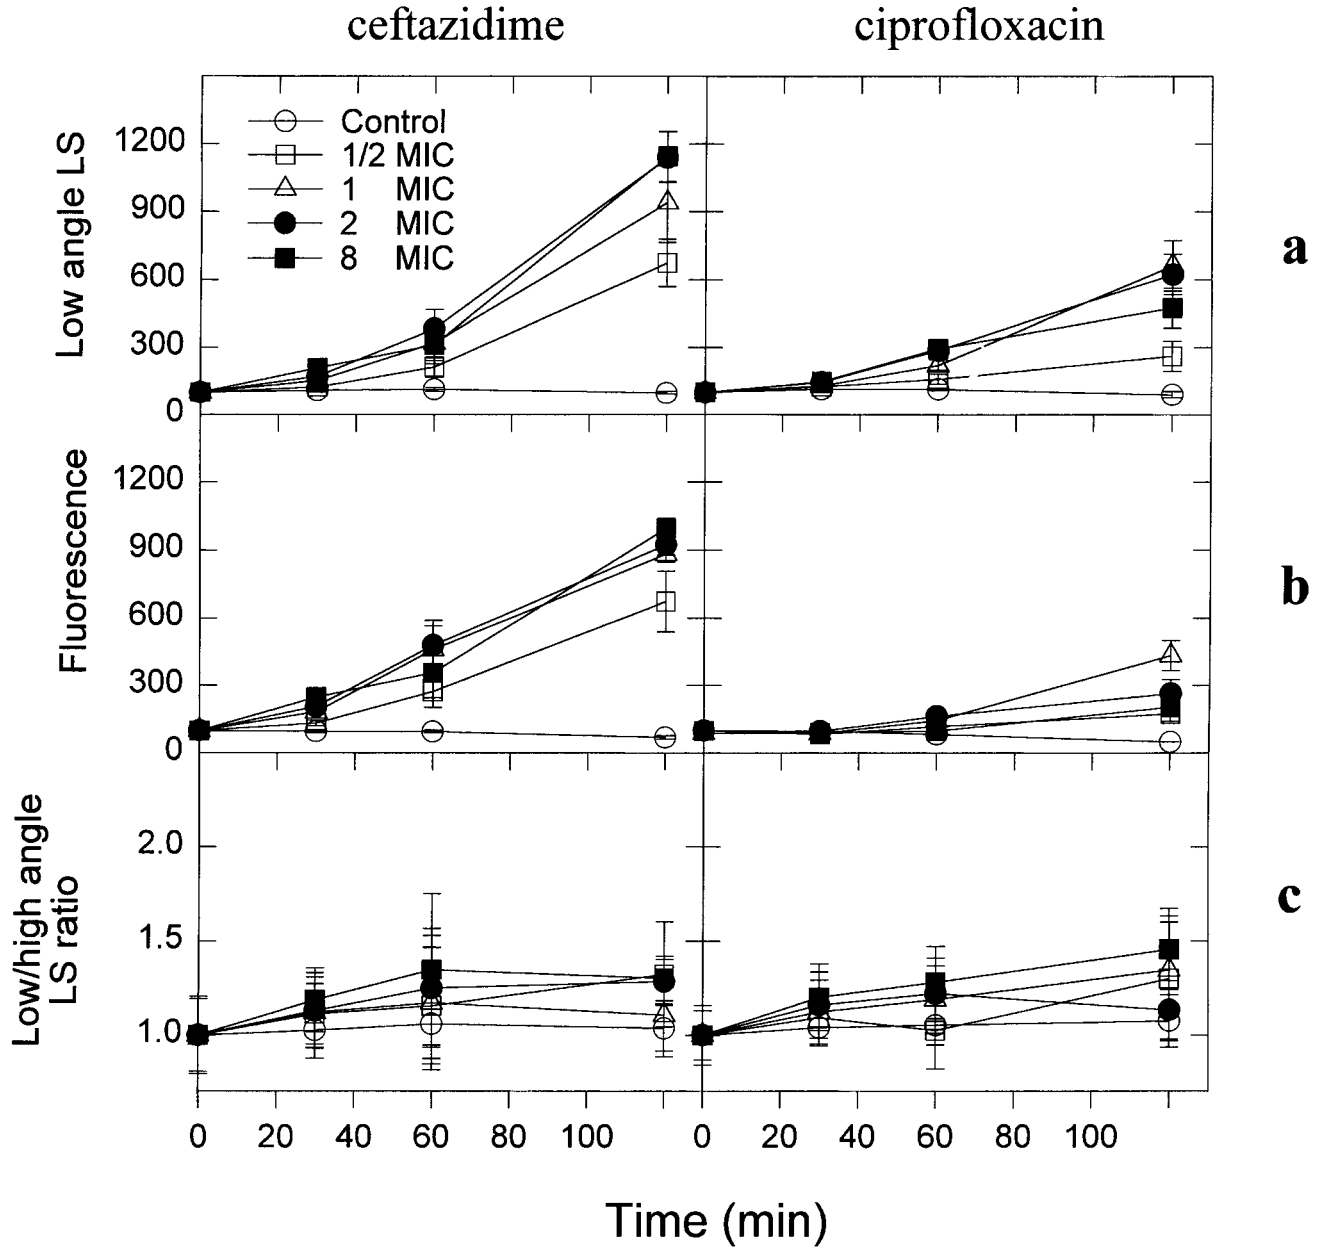 ceftazidime ciprofloxacin
Low angle LS
1200
900
600
300
0
Control
1/2 MIC
1 MIC
2 MIC
8 MIC
a
Fluorescence
1200
900
600
300
0
b
Low/high angle
LS ratio
2.0
1.5
1.0
c
0 20 40 60 80 100 0 20 40 60 80 100
Time (min)